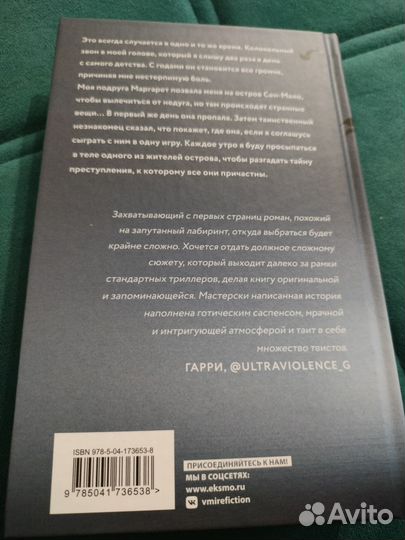 Это всегда случается в одно и то же время. Колокольный
звон в моей голове, который я слышу два раза в день
с самого детства. С годами он становится все громче,
причиняя мне нестерпимую боль.
Моя подруга Маргарет позвала меня на остров Сен-Мало,
чтобы вылечиться от недуга, но там происходят странные
вещи... В первый же день она пропала. Затем таинственный
незнакомец сказал, что покажет, где она, если я соглашусь
сыграть с ним в одну игру. Каждое утро я буду просыпаться
в теле одного из жителей острова, чтобы разгадать тайну
преступления, к которому все они причастны.
Захватывающий с первых страниц роман, похожий
на запутанный лабиринт, откуда выбраться будет
крайне сложно. Хочется отдать должное сложному
сюжету, который выходит далеко за рамки
стандартных триллеров, делая книгу оригинальной
и запоминающейся. Мастерски написанная история
наполнена готическим саспенсом, мрачной
и интригующей атмосферой и таит в себе
множество твистов.
ГАРРИ, @ULTRAVIOLENCE_G
ISBN 978-5-04-173653-8
9 785041 736538 >
ПРИСОЕДИНЯЙТЕСЬ К НАМ!
МЫ В СОЦСЕТЯХ:
www.eksmo.ru
vmirefiction
Avito